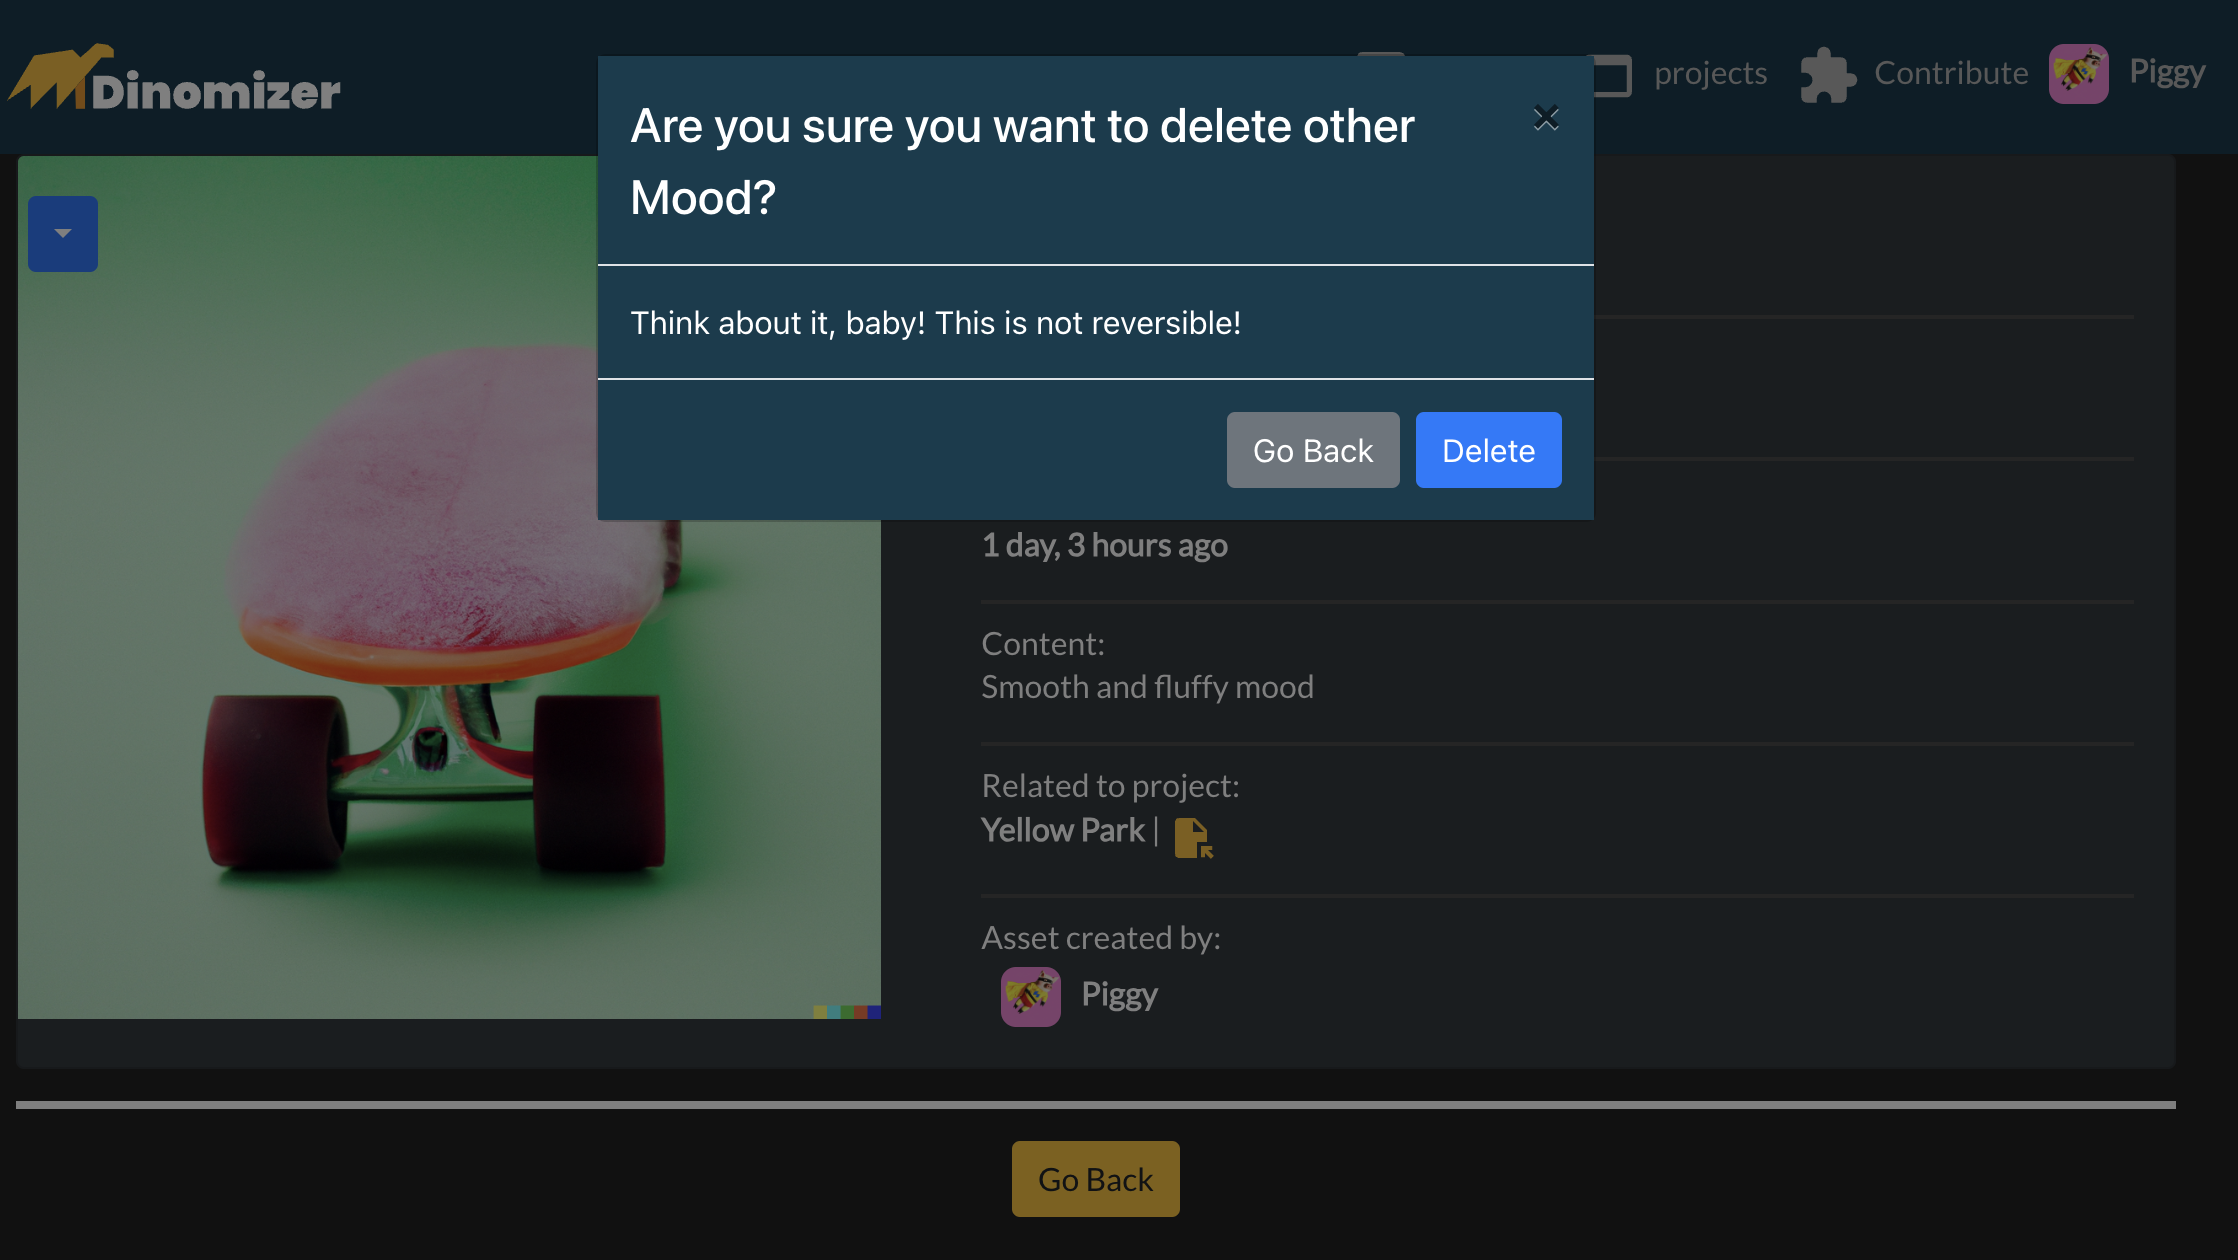 Dinomizer
projects
Contribute
Piggy
Are you sure you want to delete other
Mood?
Think about it, baby! This is not reversible!
Go Back
Delete
1 day, 3 hours ago
Content:
Smooth and fluffy mood
Related to project:
Yellow Park |
Asset created by:
Piggy
Go Back